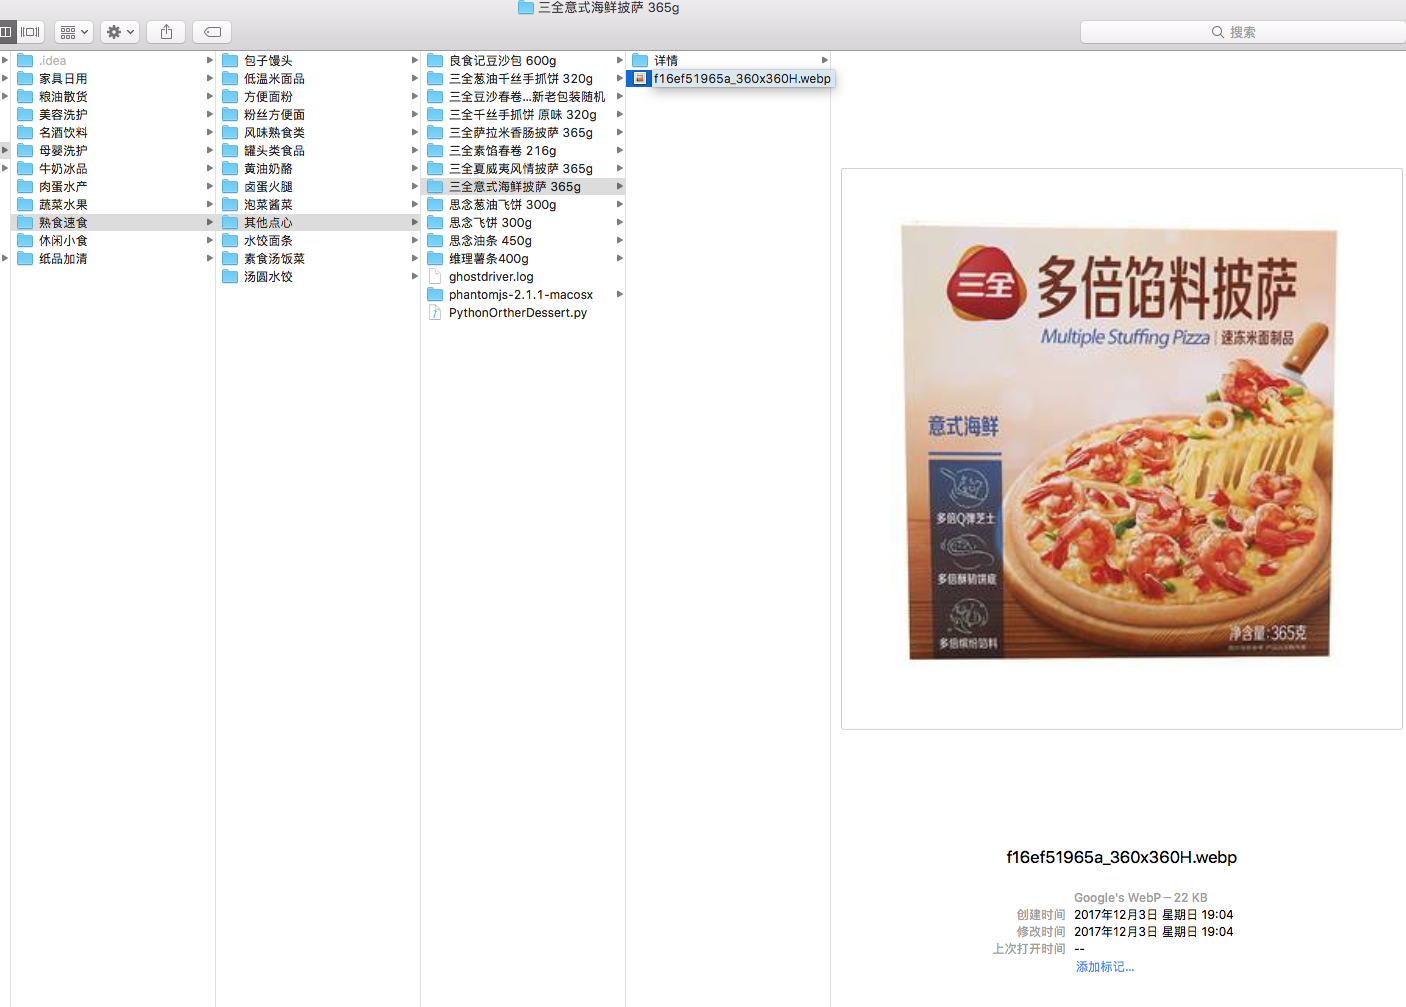 三全意式海鲜披萨 365g
搜索
.idea
家具日用
粮油散货
美容洗护
名酒饮料
母婴洗护
牛奶冰品
肉蛋水产
蔬菜水果
熟食速食
休闲小食
纸品加清
包子馒头
低温米面品
方便面粉
粉丝方便面
风味熟食类
罐头类食品
黄油奶酪
卤蛋火腿
泡菜酱菜
其他点心
水饺面条
素食汤饭菜
汤圆水饺
良食记豆沙包 600g
三全葱油千丝手抓饼 320g
三全豆沙春卷...新老包装随机
三全千丝手抓饼 原味 320g
三全萨拉米香肠披萨 365g
三全素馅春卷 216g
三全夏威夷风情披萨 365g
三全意式海鲜披萨 365g
思念葱油飞饼 300g
思念飞饼 300g
思念油条 450g
维理薯条400g
ghostdriver.log
phantomjs-2.1.1-macosx
PythonOrtherDessert.py
详情
f16ef51965a_360x360H.webp
三全
多倍馅料披萨
Multiple Stuffing Pizza | 速冻米面制品
意式海鲜
多倍Q弹芝士
多倍酥韧饼底
多倍缤纷馅料
净含量:365克
f16ef51965a_360x360H.webp
Google's WebP – 22 KB
创建时间 2017年12月3日 星期日 19:04
修改时间 2017年12月3日 星期日 19:04
上次打开时间 --
添加标记...